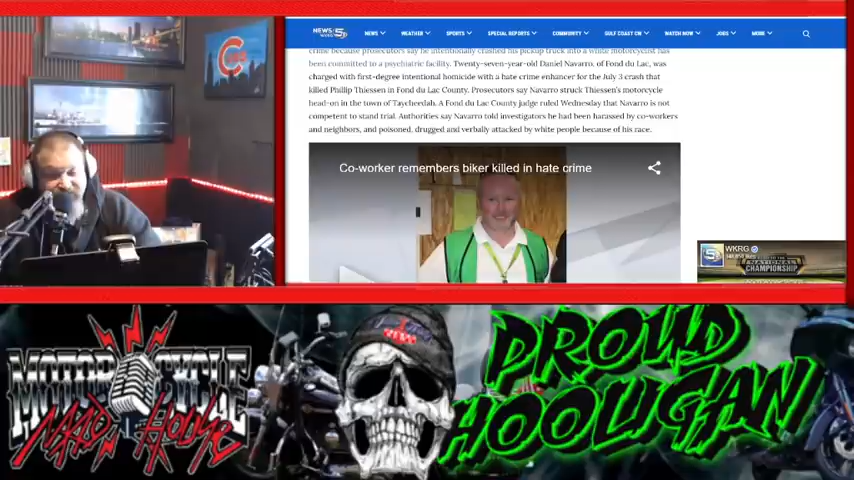 NEWS 5
WKRG
NEWS
WEATHER
SPORTS
SPECIAL REPORTS
COMMUNITY
GULF COAST CW
WATCH NOW
JOBS
MORE
crime because prosecutors say he intentionally crashed his pickup truck into a white motorcyclist has
been committed to a psychiatric facility. Twenty-seven-year-old Daniel Navarro, of Fond du Lac, was
charged with first-degree intentional homicide with a hate crime enhancer for the July 3 crash that
killed Phillip Thiessen in Fond du Lac County. Prosecutors say Navarro struck Thiessen's motorcycle
head-on in the town of Taycheedah. A Fond du Lac County judge ruled Wednesday that Navarro is not
competent to stand trial. Authorities say Navarro told investigators he had been harassed by co-workers
and neighbors, and poisoned, drugged and verbally attacked by white people because of his race.
Co-worker remembers biker killed in hate crime
5
WKRG
NATIONAL
CHAMPIONSHIP
MOTORCYCLE
MAD House
PROUD
HOOLIGAN